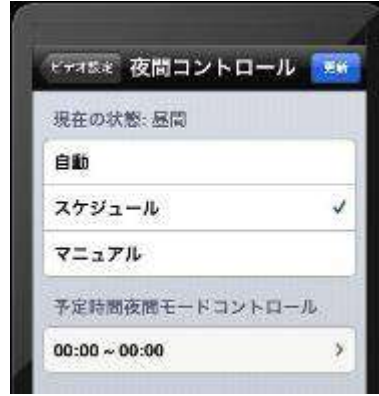 ビデオ設定 夜間コントロール 更新
現在の状態: 昼間
自動
スケジュール
マニュアル
予定時間夜間モードコントロール
00:00 ~ 00:00